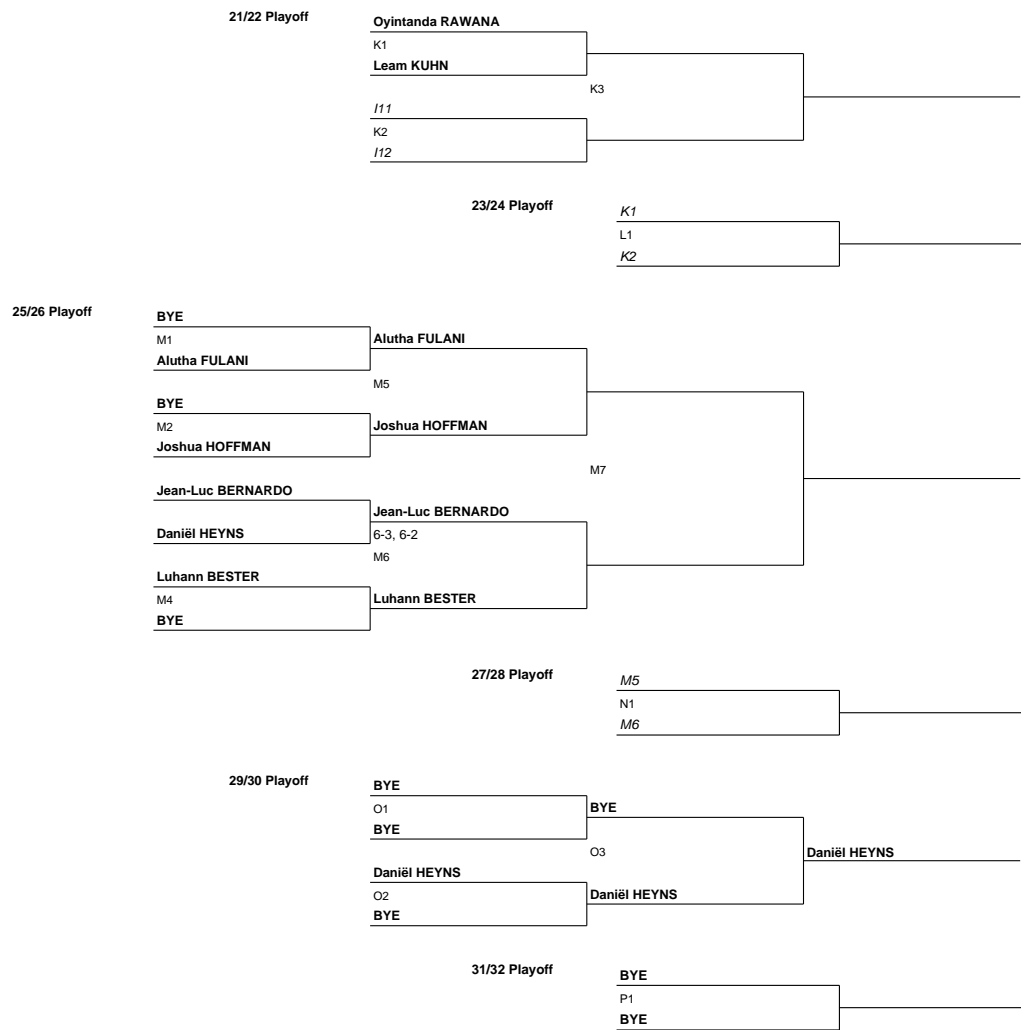 21/22 Playoff
Oyintanda RAWANA
K1
Leam KUHN
K3
I11
K2
I12
23/24 Playoff
K1
L1
K2
25/26 Playoff
BYE
M1
Alutha FULANI
Alutha FULANI
M5
BYE
M2
Joshua HOFFMAN
Joshua HOFFMAN
M7
Jean-Luc BERNARDO
Daniël HEYNS
Jean-Luc BERNARDO
6-3, 6-2
M6
Luhann BESTER
M4
BYE
Luhann BESTER
27/28 Playoff
M5
N1
M6
29/30 Playoff
BYE
O1
BYE
BYE
O3
Daniël HEYNS
Daniël HEYNS
O2
BYE
Daniël HEYNS
31/32 Playoff
BYE
P1
BYE